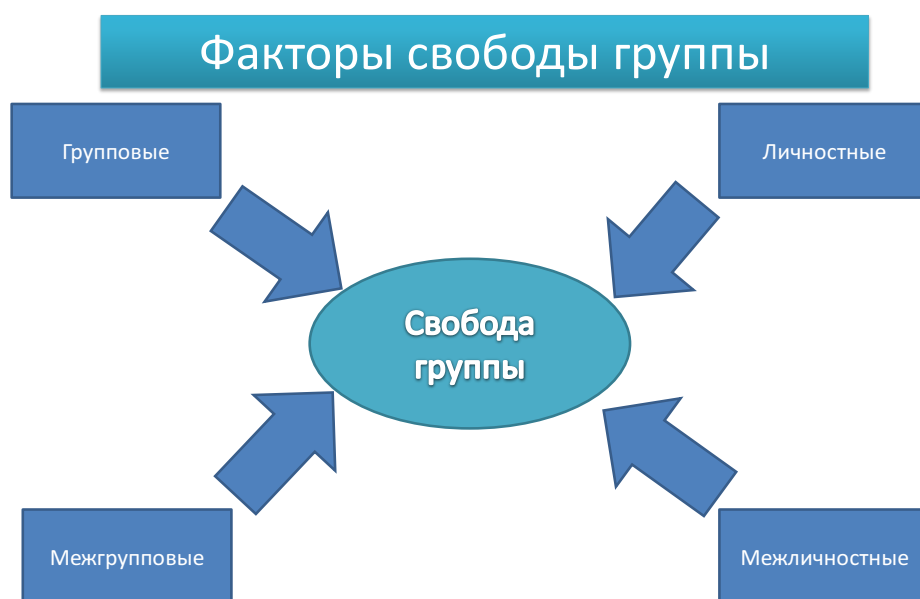 Факторы свободы группы
Групповые
Личностные
Свобода
группы
Межгрупповые
Межличностные